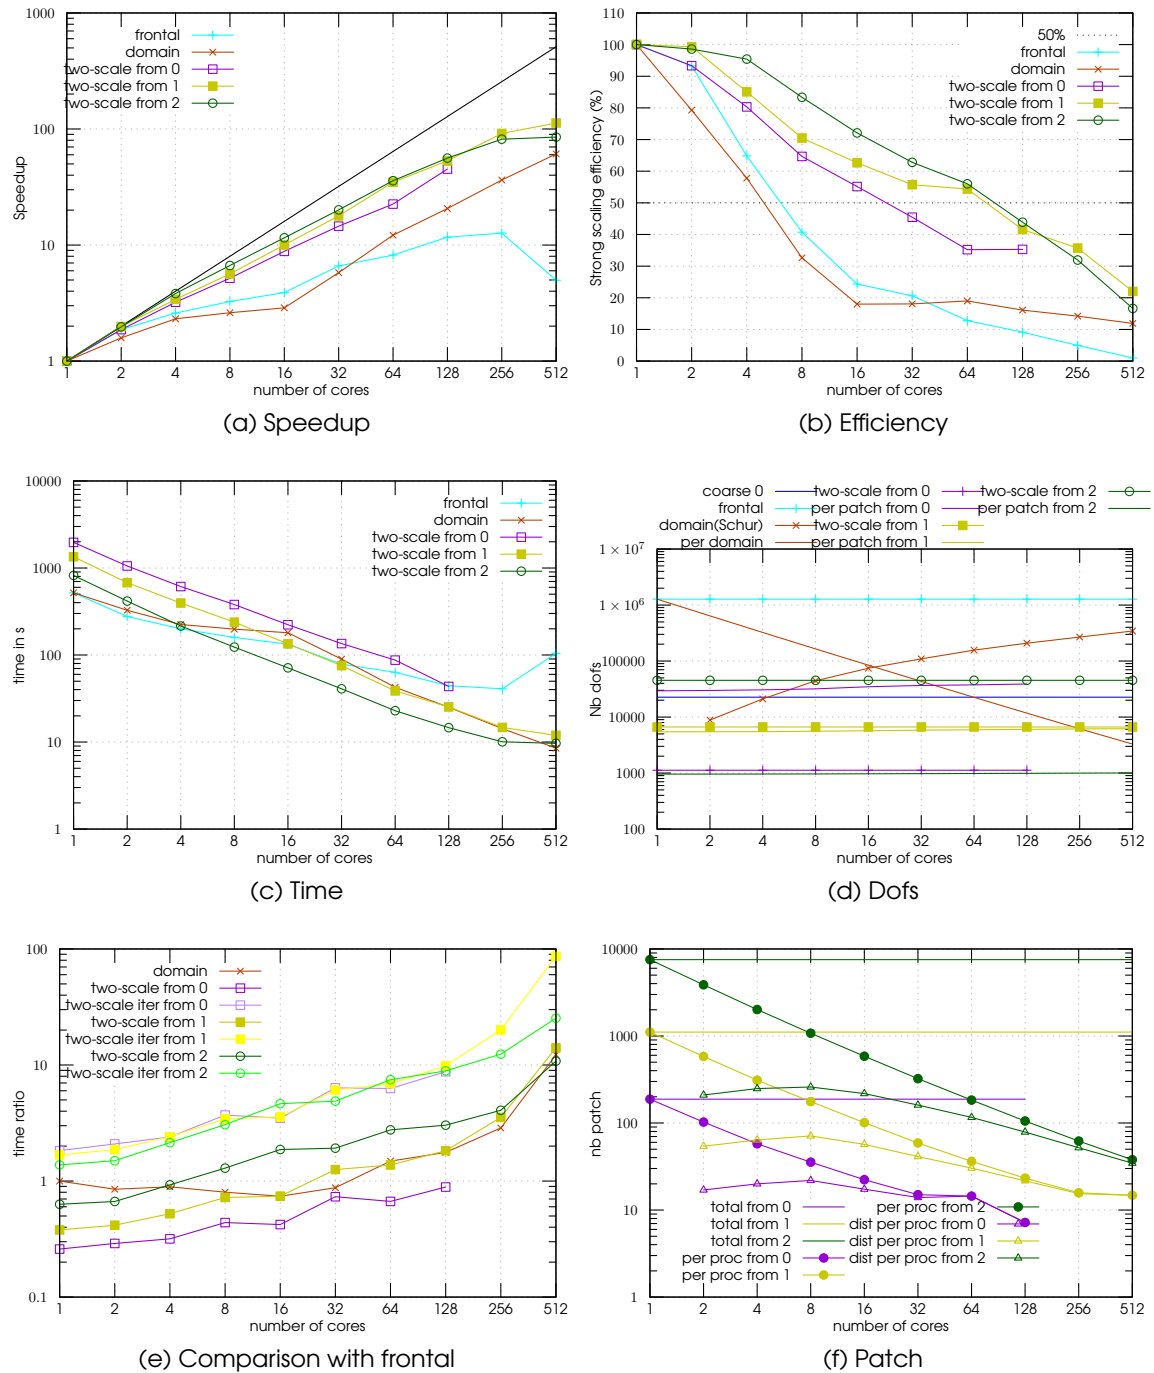 1000
100
10
1
Speedup
frontal
domain
two-scale from 0
two-scale from 1
two-scale from 2
1 2 4 8 16 32 64 128 256 512
number of cores
(a) Speedup
110
100
90
80
70
60
50
40
30
20
10
0
Strong scaling efficiency (%)
50%
frontal
domain
two-scale from 0
two-scale from 1
two-scale from 2
1 2 4 8 16 32 64 128 256 512
number of cores
(b) Efficiency
10000
1000
100
10
1
time in s
frontal
domain
two-scale from 0
two-scale from 1
two-scale from 2
1 2 4 8 16 32 64 128 256 512
number of cores
(c) Time
coarse 0 two-scale from 0 two-scale from 2
frontal per patch from 0 per patch from 2
domain(Schur) two-scale from 1
per domain per patch from 1
1 × 10⁷
1 × 10⁶
100000
10000
1000
100
Nb dofs
1 2 4 8 16 32 64 128 256 512
number of cores
(d) Dofs
100
10
1
0.1
time ratio
domain
two-scale from 0
two-scale iter from 0
two-scale from 1
two-scale iter from 1
two-scale from 2
two-scale iter from 2
1 2 4 8 16 32 64 128 256 512
number of cores
(e) Comparison with frontal
10000
1000
100
10
1
nb patch
total from 0 per proc from 2
total from 1 dist per proc from 0
total from 2 dist per proc from 1
per proc from 0 dist per proc from 2
per proc from 1
1 2 4 8 16 32 64 128 256 512
number of cores
(f) Patch